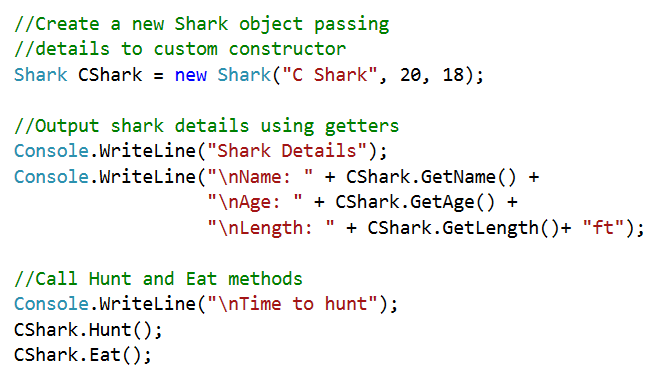 //Create a new Shark object passing
//details to custom constructor
Shark CShark = new Shark("C Shark", 20, 18);
//Output shark details using getters
Console.WriteLine("Shark Details");
Console.WriteLine("\nName: " + CShark.GetName() +
"\nAge: " + CShark.GetAge() +
"\nLength: " + CShark.GetLength()+ "ft");
//Call Hunt and Eat methods
Console.WriteLine("\nTime to hunt");
CShark.Hunt();
CShark.Eat();